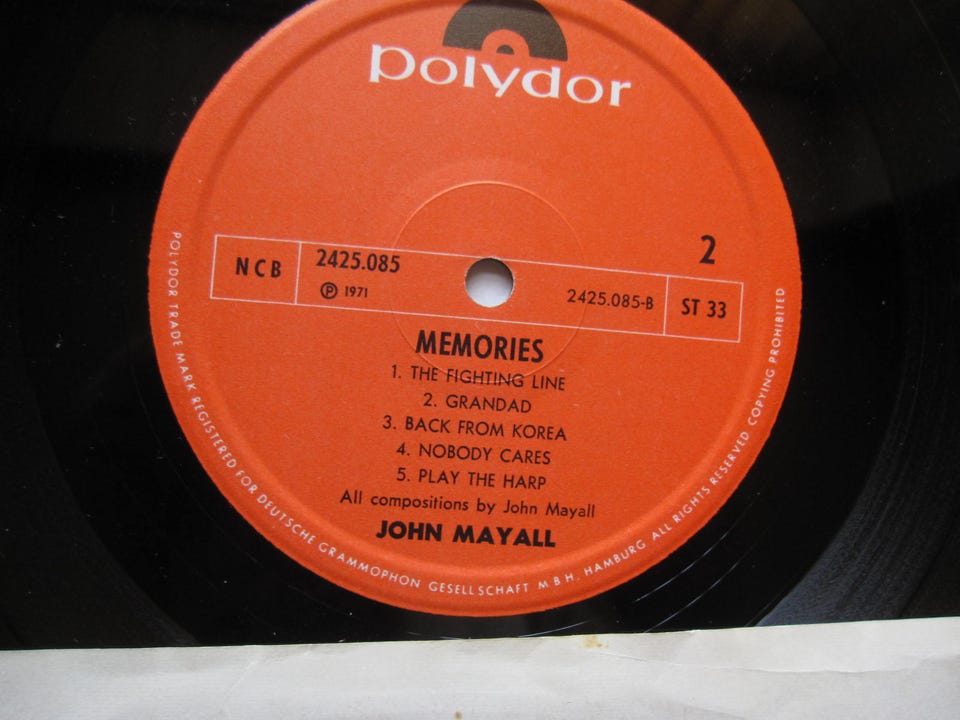 polydor
2
NCB
2425.085
Ⓟ 1971
2425.085-B
ST 33
MEMORIES
1. THE FIGHTING LINE
2. GRANDAD
3. BACK FROM KOREA
4. NOBODY CARES
5. PLAY THE HARP
All compositions by John Mayall
JOHN MAYALL
POLYDOR TRADE MARK REGISTERED FOR DEUTSCHE GRAMMOPHON GESELLSCHAFT M B H, HAMBURG ALL RIGHTS RESERVED COPYING PROHIBITED